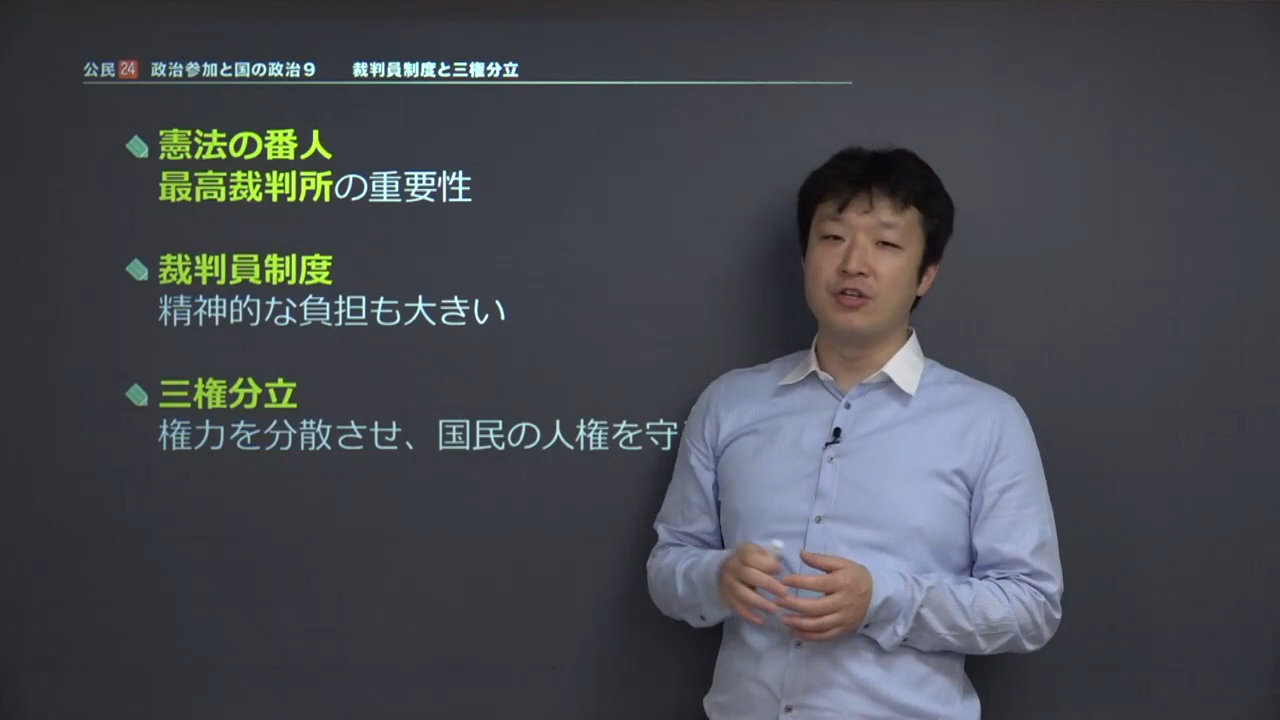 公民 24 政治参加と国の政治9 裁判員制度と三権分立
憲法の番人
最高裁判所の重要性
裁判員制度
精神的な負担も大きい
三権分立
権力を分散させ、国民の人権を守